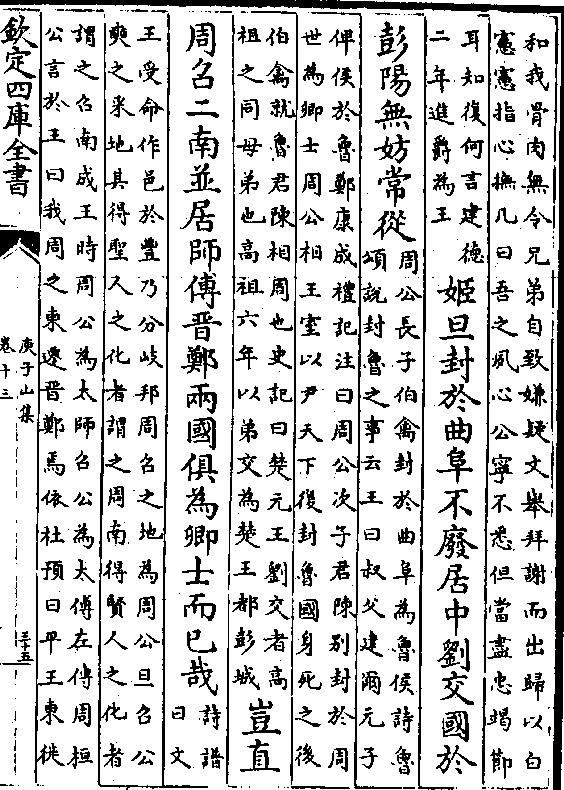 和我骨肉無令兄弟自致嫌疑文舉拜謝而出歸以白
憲憲指心撫几曰吾之夙心公寧不悉但當盡忠竭節
耳知復何言建德
二年進爵為王
姬旦封於曲阜不廢居中劉交國於
彭陽無妨常從
周公長子伯禽封於曲阜為魯侯詩魯
頌說封魯之事云王曰叔父建爾元子
俾侯於魯鄭康成禮記注曰周公次子君陳別封於周
世為卿士周公相王室以尹天下後封魯國身死之後
伯禽就魯君陳相周也史記曰楚元王劉交者高
祖之同母弟也高祖六年以弟交為楚王都彭城
豈直
周召二南並居師傅晉鄭兩國俱為卿士而已哉
詩譜
曰文
王受命作邑於豐乃分岐邦周召之地為周公旦召公
奭之采地其得聖人之化者謂之周南得賢人之化者
謂之召南成王時周公為太師召公為太傅左傳周桓
公言於王曰我周之東遷晉鄭焉依杜預曰平王東徙
欽定四庫全書
庾子山集
卷十三
三十五